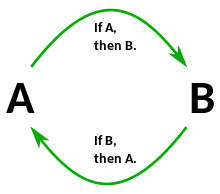 If A,
then B.
A
B
If B,
then A.